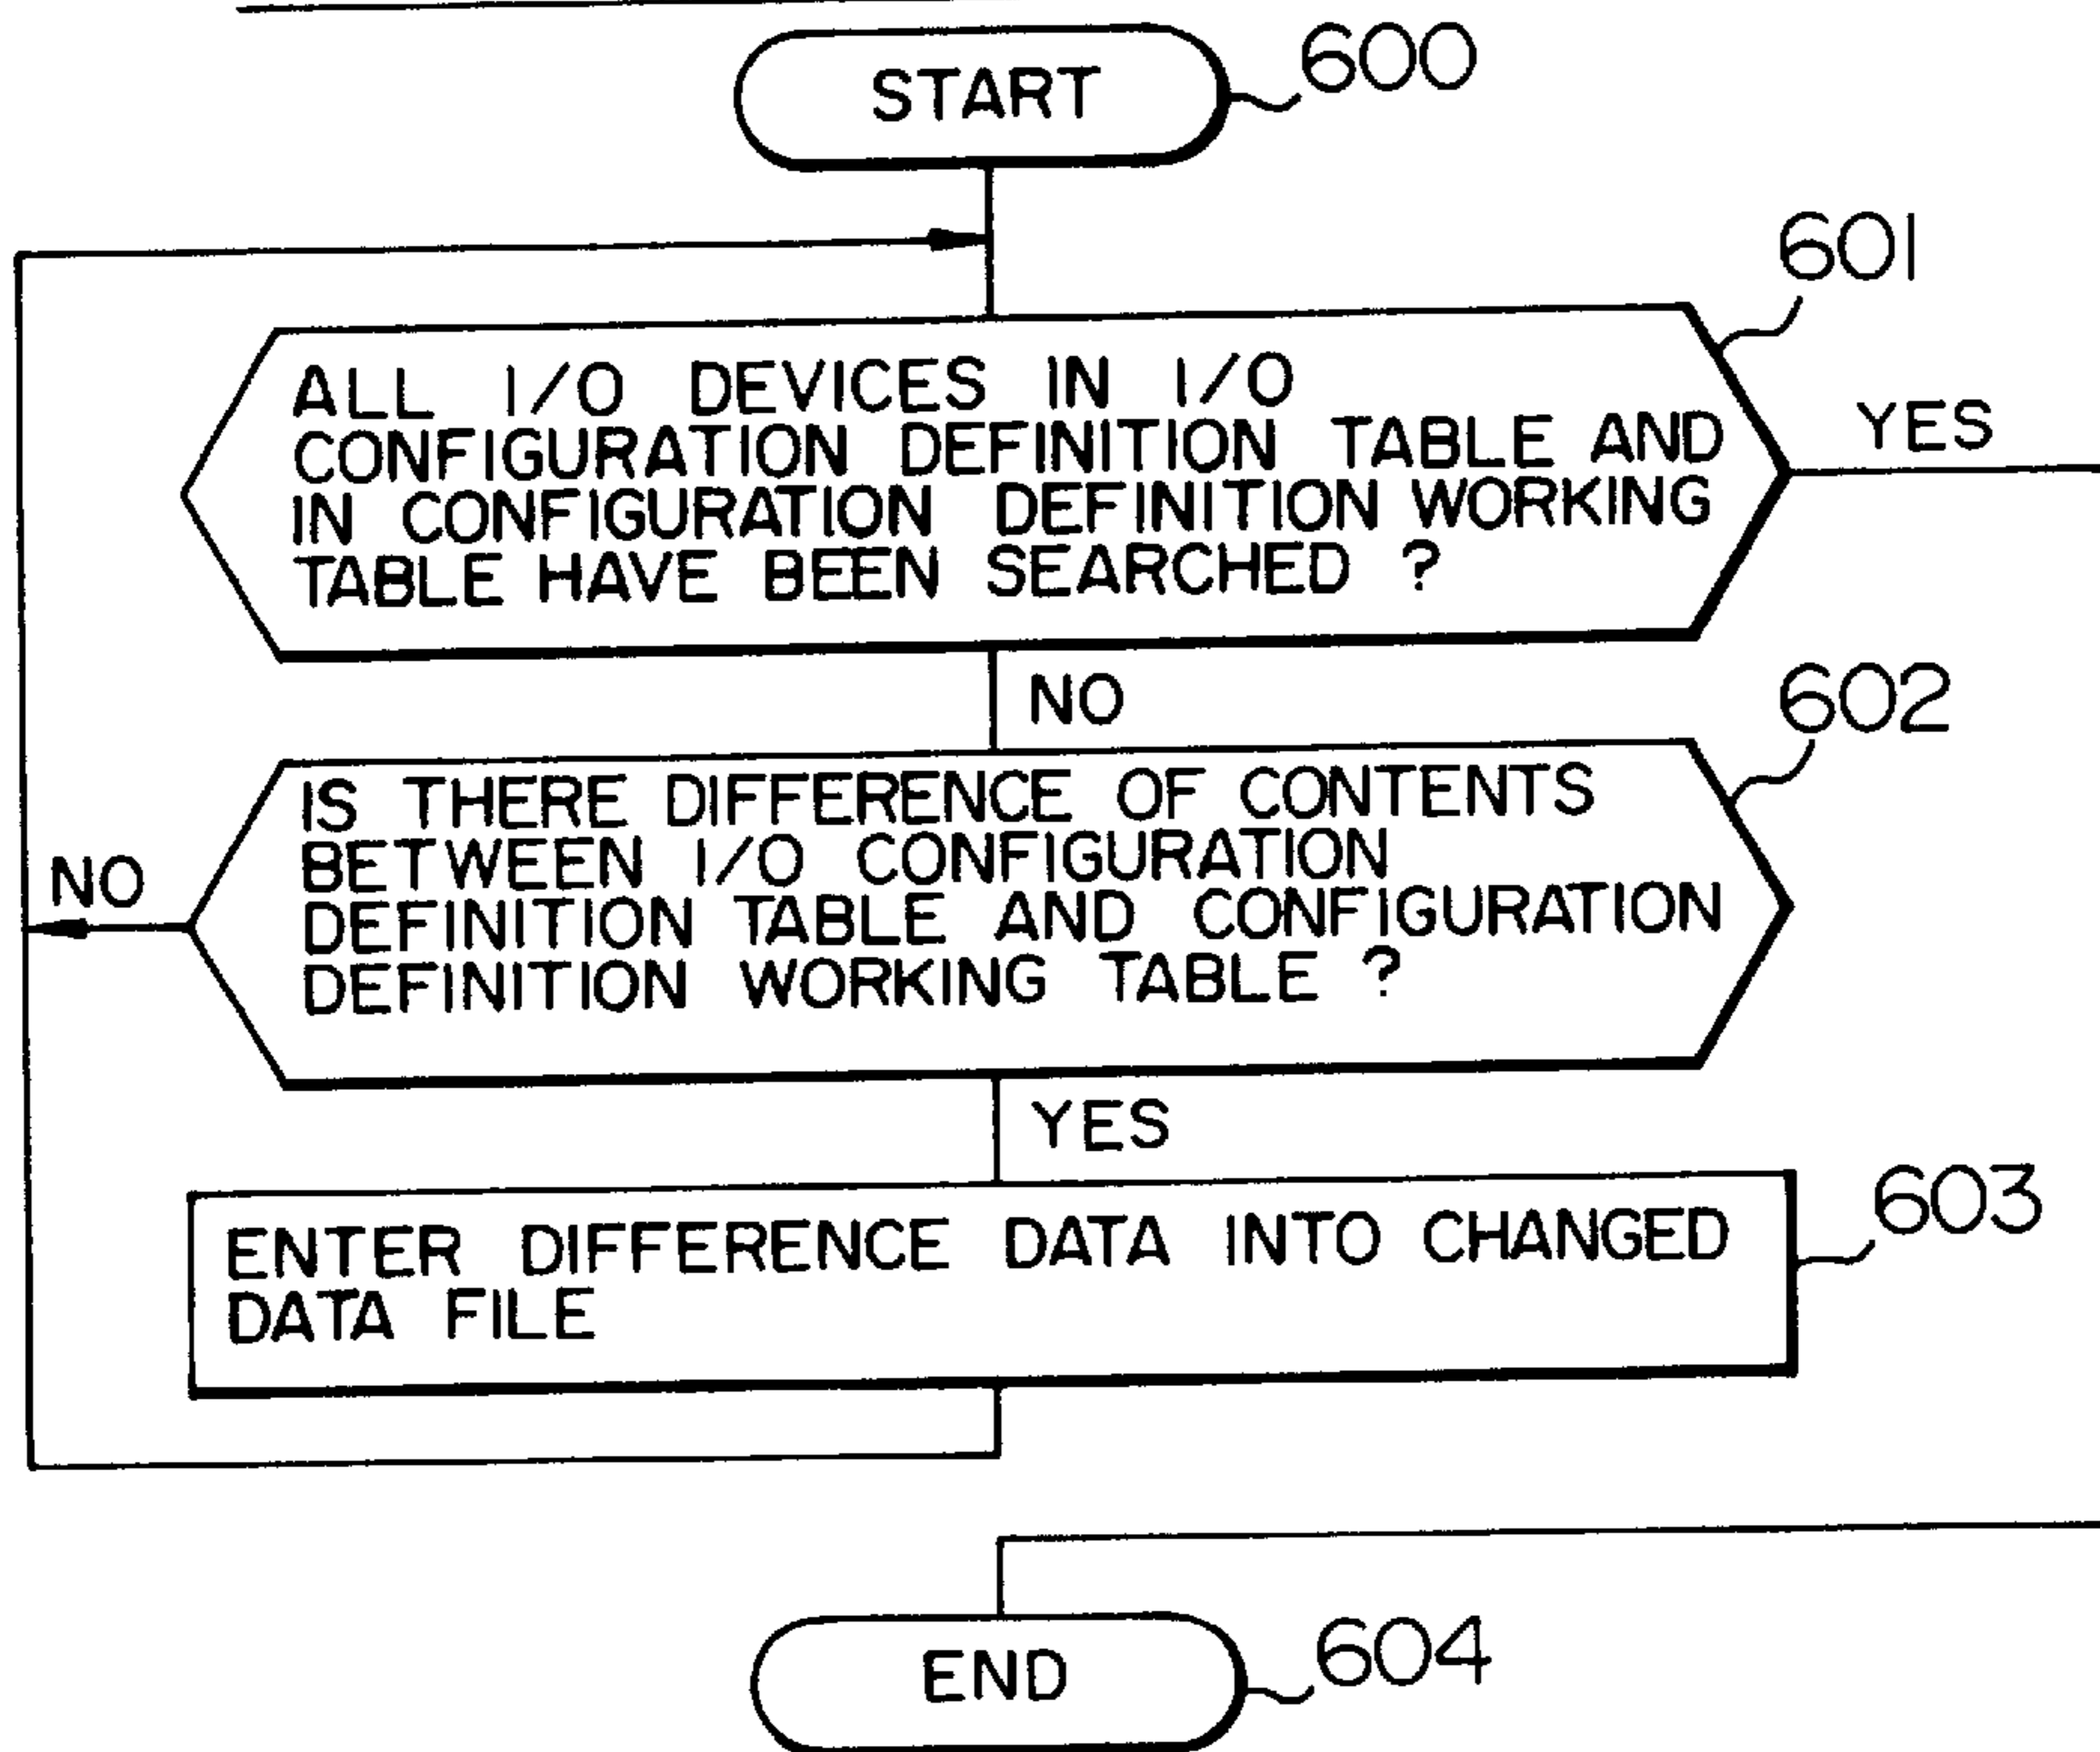 START
600
601
ALL I/O DEVICES IN I/O
CONFIGURATION DEFINITION TABLE AND
IN CONFIGURATION DEFINITION WORKING
TABLE HAVE BEEN SEARCHED ?
YES
NO
602
IS THERE DIFFERENCE OF CONTENTS
BETWEEN I/O CONFIGURATION
DEFINITION TABLE AND CONFIGURATION
DEFINITION WORKING TABLE ?
NO
YES
603
ENTER DIFFERENCE DATA INTO CHANGED
DATA FILE
END
604